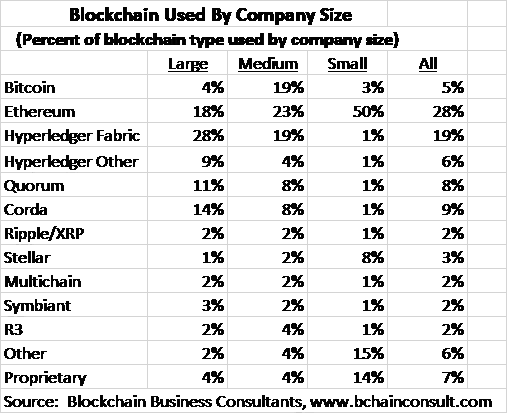 Blockchain Used By Company Size
(Percent of blockchain type used by company size)
Large Medium Small All
Bitcoin 4% 19% 3% 5%
Ethereum 18% 23% 50% 28%
Hyperledger Fabric 28% 19% 1% 19%
Hyperledger Other 9% 4% 1% 6%
Quorum 11% 8% 1% 8%
Corda 14% 8% 1% 9%
Ripple/XRP 2% 2% 1% 2%
Stellar 1% 2% 8% 3%
Multichain 2% 2% 1% 2%
Symbiant 3% 2% 1% 2%
R3 2% 4% 1% 2%
Other 2% 4% 15% 6%
Proprietary 4% 4% 14% 7%
Source: Blockchain Business Consultants, www.bchainconsult.com